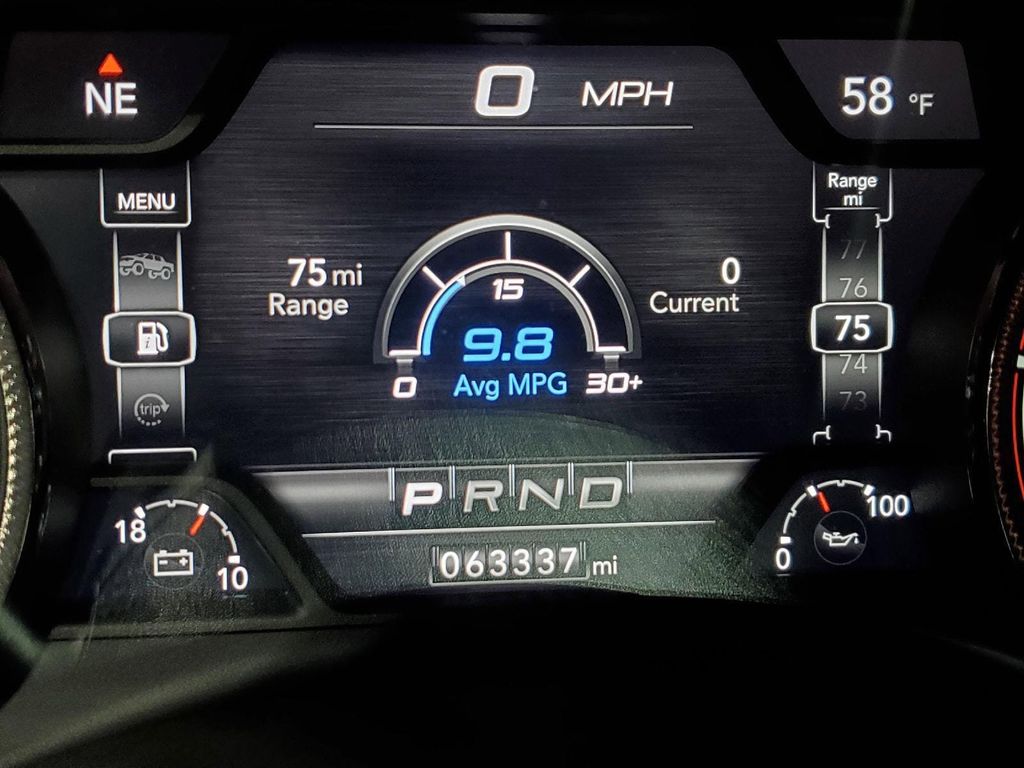 NE
0 MPH
58 °F
MENU
Range
mi
75 mi
Range
15
9.8
Avg MPG
0
30+
0
Current
77
76
75
74
73
i
trip
P R N D
063337 mi
18
10
0
100